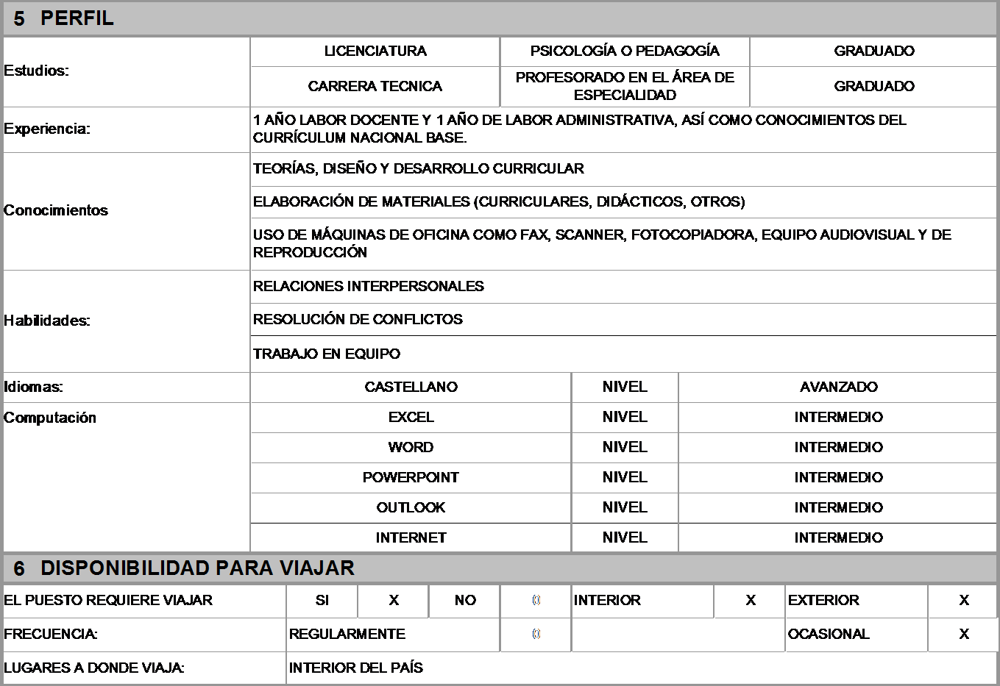 5 PERFIL
Estudios:
LICENCIATURA PSICOLOGÍA O PEDAGOGÍA GRADUADO
CARRERA TECNICA PROFESORADO EN EL ÁREA DE
ESPECIALIDAD GRADUADO
Experiencia:
1 AÑO LABOR DOCENTE Y 1 AÑO DE LABOR ADMINISTRATIVA, ASÍ COMO CONOCIMIENTOS DEL
CURRÍCULUM NACIONAL BASE.
Conocimientos
TEORÍAS, DISEÑO Y DESARROLLO CURRICULAR
ELABORACIÓN DE MATERIALES (CURRICULARES, DIDÁCTICOS, OTROS)
USO DE MÁQUINAS DE OFICINA COMO FAX, SCANNER, FOTOCOPIADORA, EQUIPO AUDIOVISUAL Y DE
REPRODUCCIÓN
Habilidades:
RELACIONES INTERPERSONALES
RESOLUCIÓN DE CONFLICTOS
TRABAJO EN EQUIPO
Idiomas: CASTELLANO NIVEL AVANZADO
Computación EXCEL NIVEL INTERMEDIO
WORD NIVEL INTERMEDIO
POWERPOINT NIVEL INTERMEDIO
OUTLOOK NIVEL INTERMEDIO
INTERNET NIVEL INTERMEDIO
6 DISPONIBILIDAD PARA VIAJAR
EL PUESTO REQUIERE VIAJAR SI X NO 0 INTERIOR X EXTERIOR X
FRECUENCIA: REGULARMENTE 0 OCASIONAL X
LUGARES A DONDE VIAJA: INTERIOR DEL PAÍS